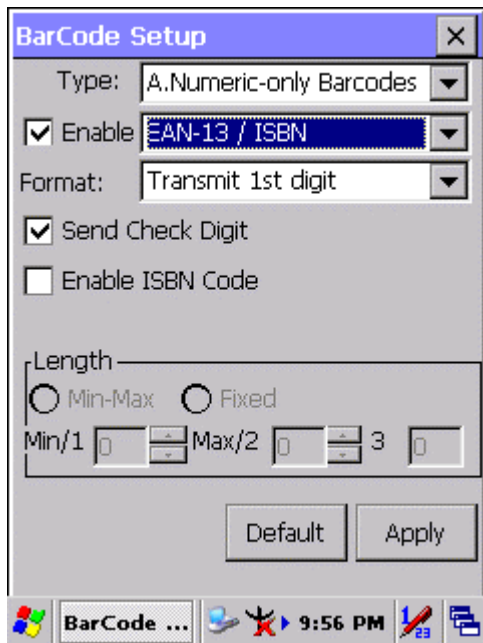 BarCode Setup
Type: A.Numeric-only Barcodes
Enable EAN-13 / ISBN
Format: Transmit 1st digit
Send Check Digit
Enable ISBN Code
Length
Min-Max Fixed
Min/1 0 Max/2 0 3 0
Default Apply
BarCode ... 9:56 PM 1/23